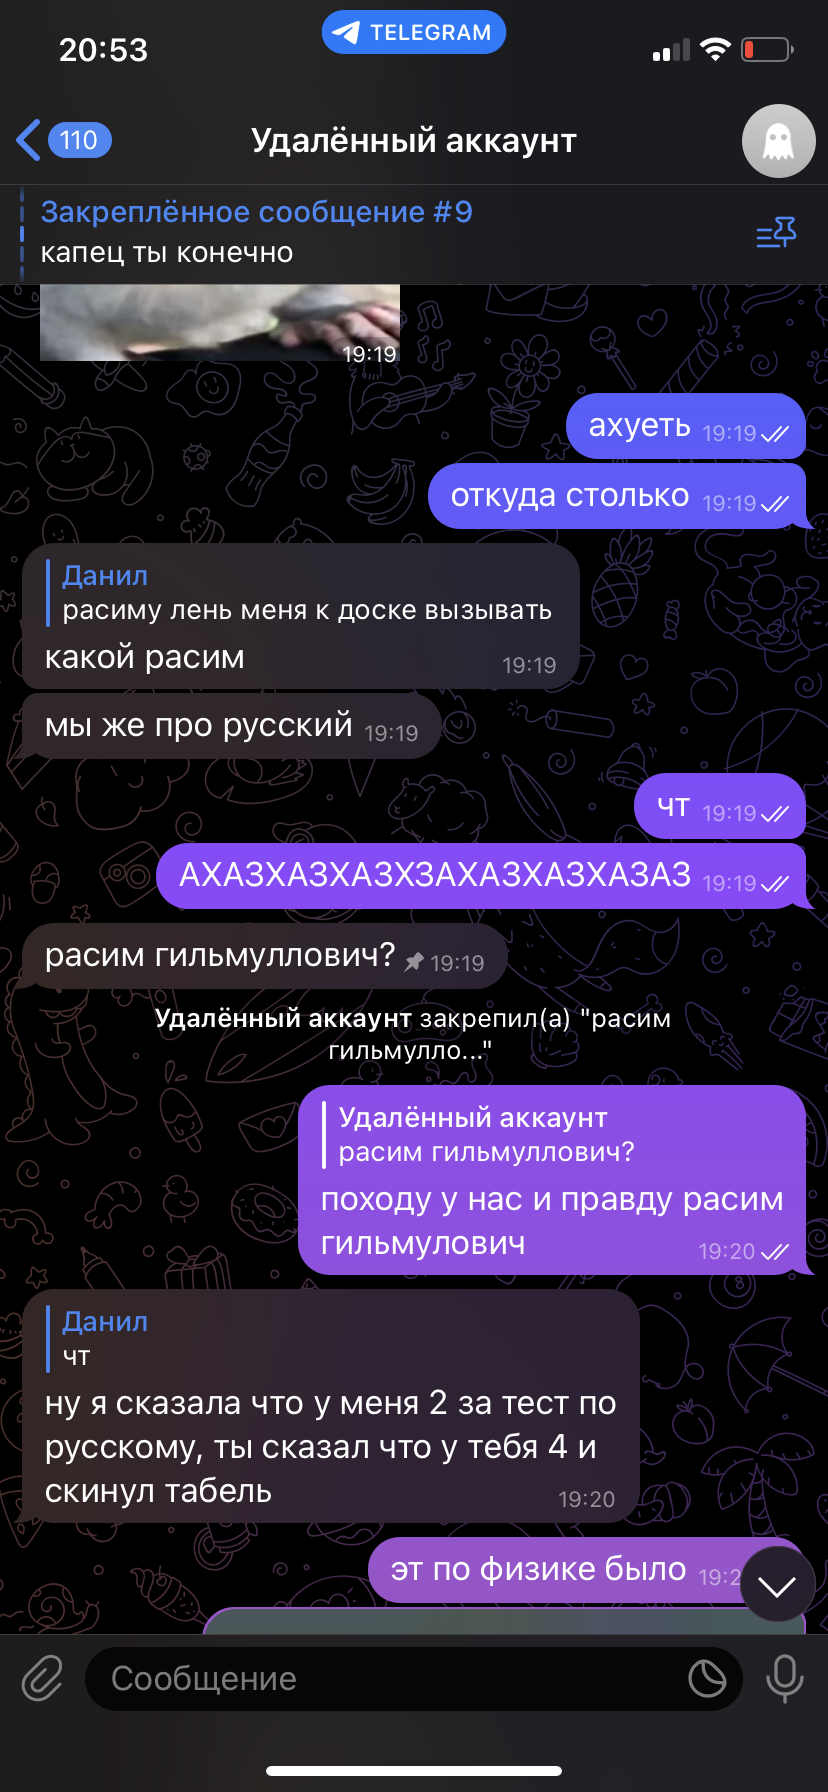 20:53
TELEGRAM
110
Удалённый аккаунт
Закреплённое сообщение #9
капец ты конечно
19:19
ахуеть 19:19
откуда столько 19:19
Данил
расиму лень меня к доске вызывать
какой расим 19:19
мы же про русский 19:19
чт 19:19
АХАЗХАЗХАЗХЗАХАЗХАЗХАЗАЗ 19:19
расим гильмуллович? 19:19
Удалённый аккаунт закрепил(а) "расим
гильмулло..."
Удалённый аккаунт
расим гильмуллович?
походу у нас и правду расим
гильмулович 19:20
Данил
чт
ну я сказала что у меня 2 за тест по
русскому, ты сказал что у тебя 4 и
скинул табель 19:20
эт по физике было 19:2
Сообщение